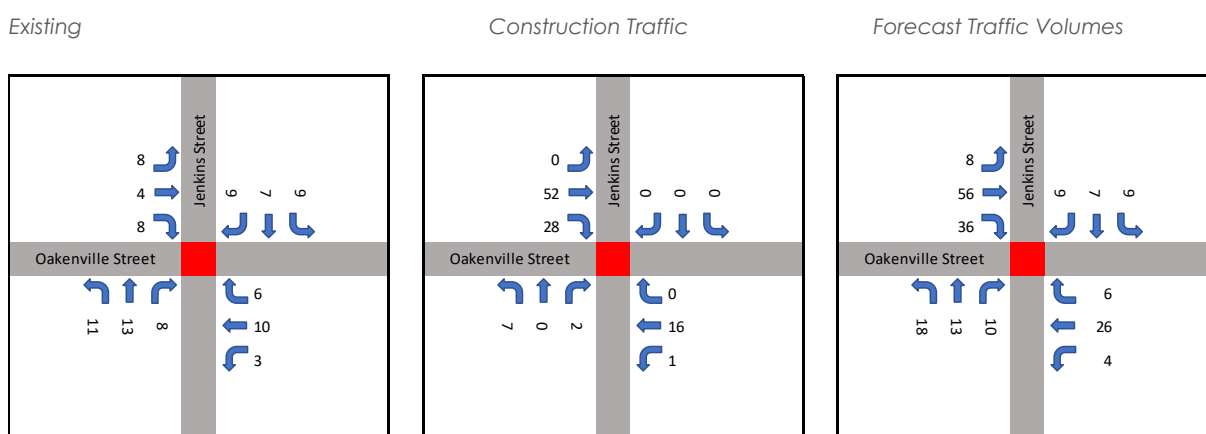 Existing
Construction Traffic
Forecast Traffic Volumes
8
4
8
Jenkins Street
9 7 9
Oakenville Street
11 13 8
6
10
3
0
52
28
Jenkins Street
0 0 0
Oakenville Street
7 0 2
0
16
1
8
56
36
Jenkins Street
9 7 9
Oakenville Street
18 13 10
6
26
4